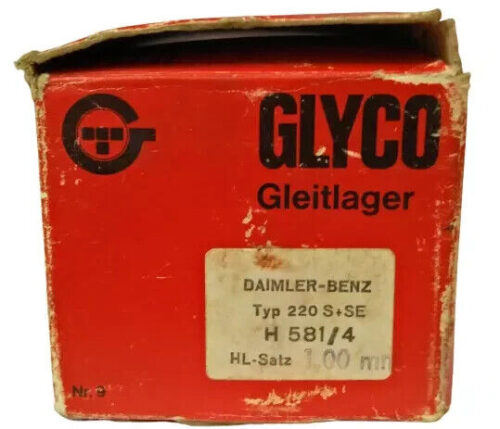 GLYCO
Gleitlager
DAIMLER-BENZ
Typ 220 S+SE
H 581/4
HL-Satz 1,00 mm
Nr. 9